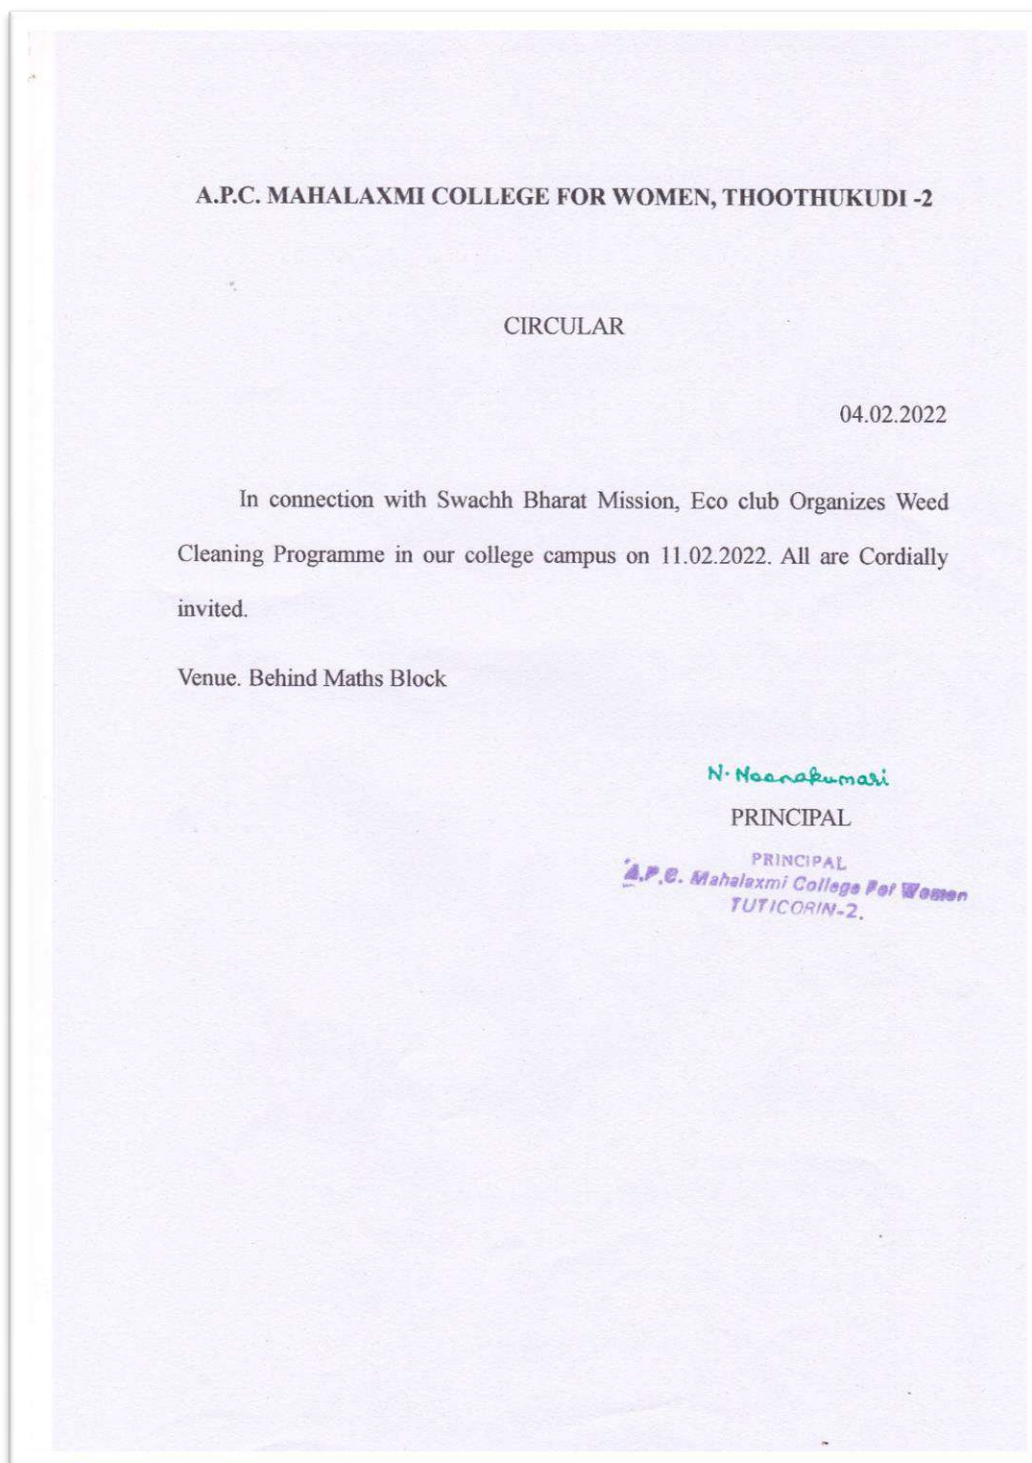 A.P.C. MAHALAXMI COLLEGE FOR WOMEN, THOOTHUKUDI -2
CIRCULAR
04.02.2022
In connection with Swachh Bharat Mission, Eco club Organizes Weed
Cleaning Programme in our college campus on 11.02.2022. All are Cordially
invited.
Venue. Behind Maths Block
N. Meenakumari
PRINCIPAL
PRINCIPAL
A.P.C. Mahalaxmi College For Women
TUTICORIN-2.